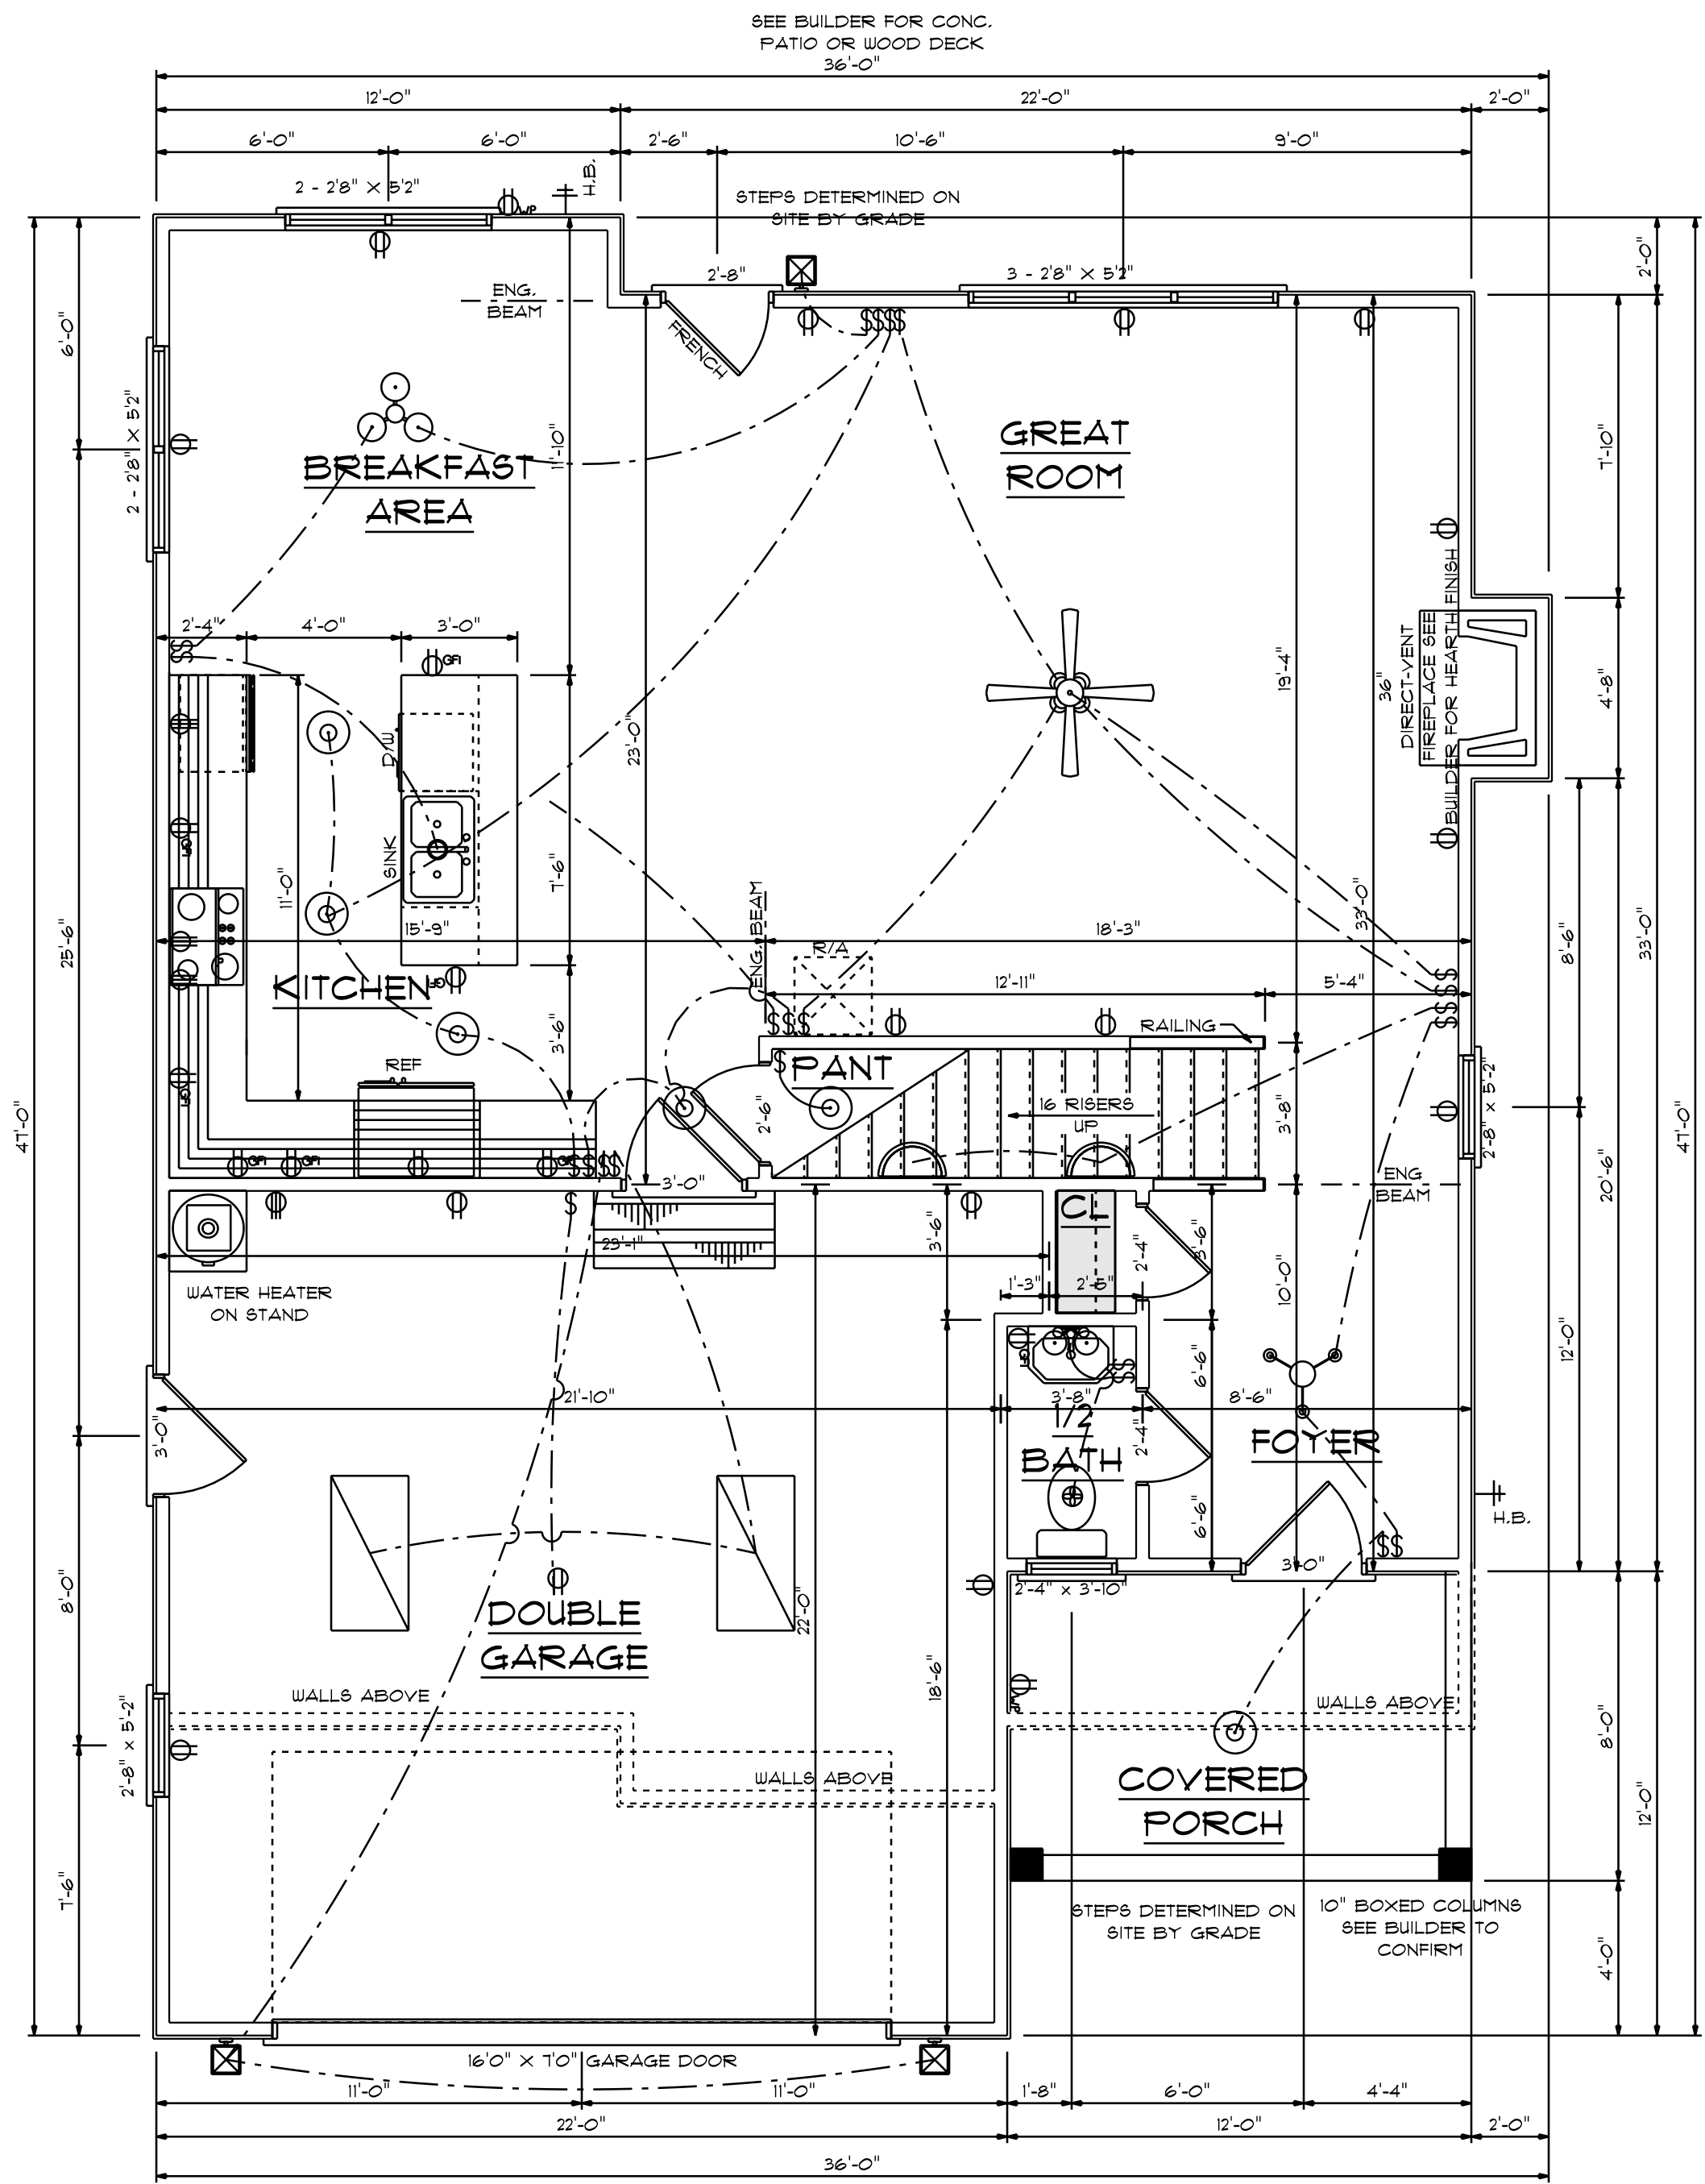 SEE BUILDER FOR CONC.
PATIO OR WOOD DECK
36'-0"
12'-0"
22'-0"
2'-0"
6'-0"
6'-0"
2'-6"
10'-6"
9'-0"
2 - 2'8" X 5'2"
WP
H.B.
STEPS DETERMINED ON
SITE BY GRADE
2'-8"
3 - 2'8" X 5'2"
2'-0"
ENG.
BEAM
FRENCH
$$$$
6'-0"
2 - 2'8" X 5'2"
BREAKFAST
AREA
11'-10"
GREAT
ROOM
7'-10"
2'-4"
4'-0"
3'-0"
$$
GFI
D/W
SINK
23'-0"
19'-4"
36"
DIRECT-VENT
FIREPLACE SEE
BUILDER FOR HEARTH FINISH
4'-8"
GFI
11'-0"
7'-6"
15'-9"
18'-3"
33'-0"
8'-6"
33'-0"
25'-6"
47'-0"
47'-0"
KITCHEN
GFI
ENG. BEAM
R/A
12'-11"
5'-4"
$$$$
3'-6"
$$$
RAILING
REF
GFI
$
PANT
2'-6"
16 RISERS
UP
3'-8"
2'-8" x 5'-2"
20'-6"
GFI
GFI
GFI
$$$$
3'-0"
ENG
BEAM
$
23'-1"
3'-6"
CL
2'-4"
3'-6"
10'-0"
WATER HEATER
ON STAND
1'-3"
2'-5"
12'-0"
GFI
$$
6'-6"
21'-10"
3'-8"
8'-6"
3'-0"
1/2
BATH
2'-4"
FOYER
6'-6"
H.B.
$$
3'-0"
2'-4" x 3'-10"
8'-0"
22'-0"
DOUBLE
GARAGE
18'-6"
WP
WALLS ABOVE
WALLS ABOVE
2'-8" x 5'-2"
WALLS ABOVE
8'-0"
12'-0"
COVERED
PORCH
7'-6"
STEPS DETERMINED ON
SITE BY GRADE
10" BOXED COLUMNS
SEE BUILDER TO
CONFIRM
4'-0"
16'0" X 7'0" GARAGE DOOR
11'-0"
11'-0"
1'-8"
6'-0"
4'-4"
22'-0"
12'-0"
2'-0"
36'-0"